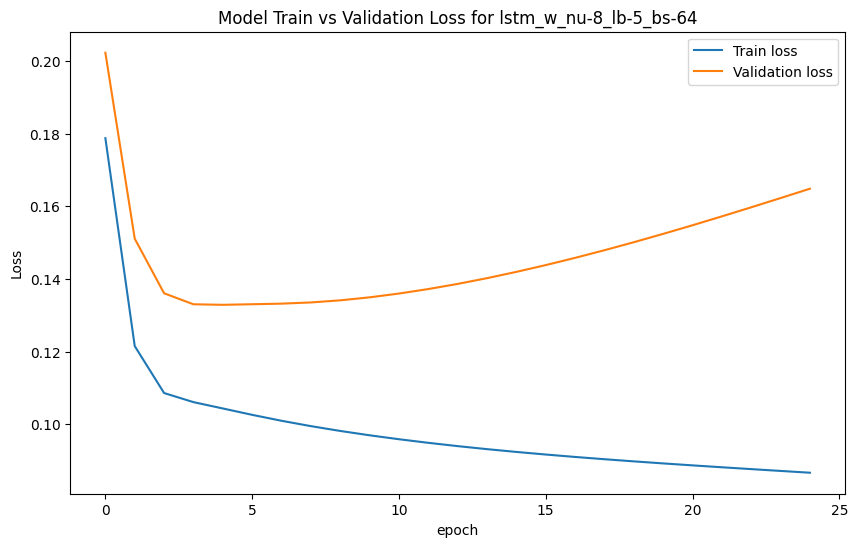 Model Train vs Validation Loss for lstm_w_nu-8_lb-5_bs-64
Train loss
Validation loss
0.20
0.18
0.16
0.14
0.12
0.10
Loss
0
5
10
15
20
25
epoch